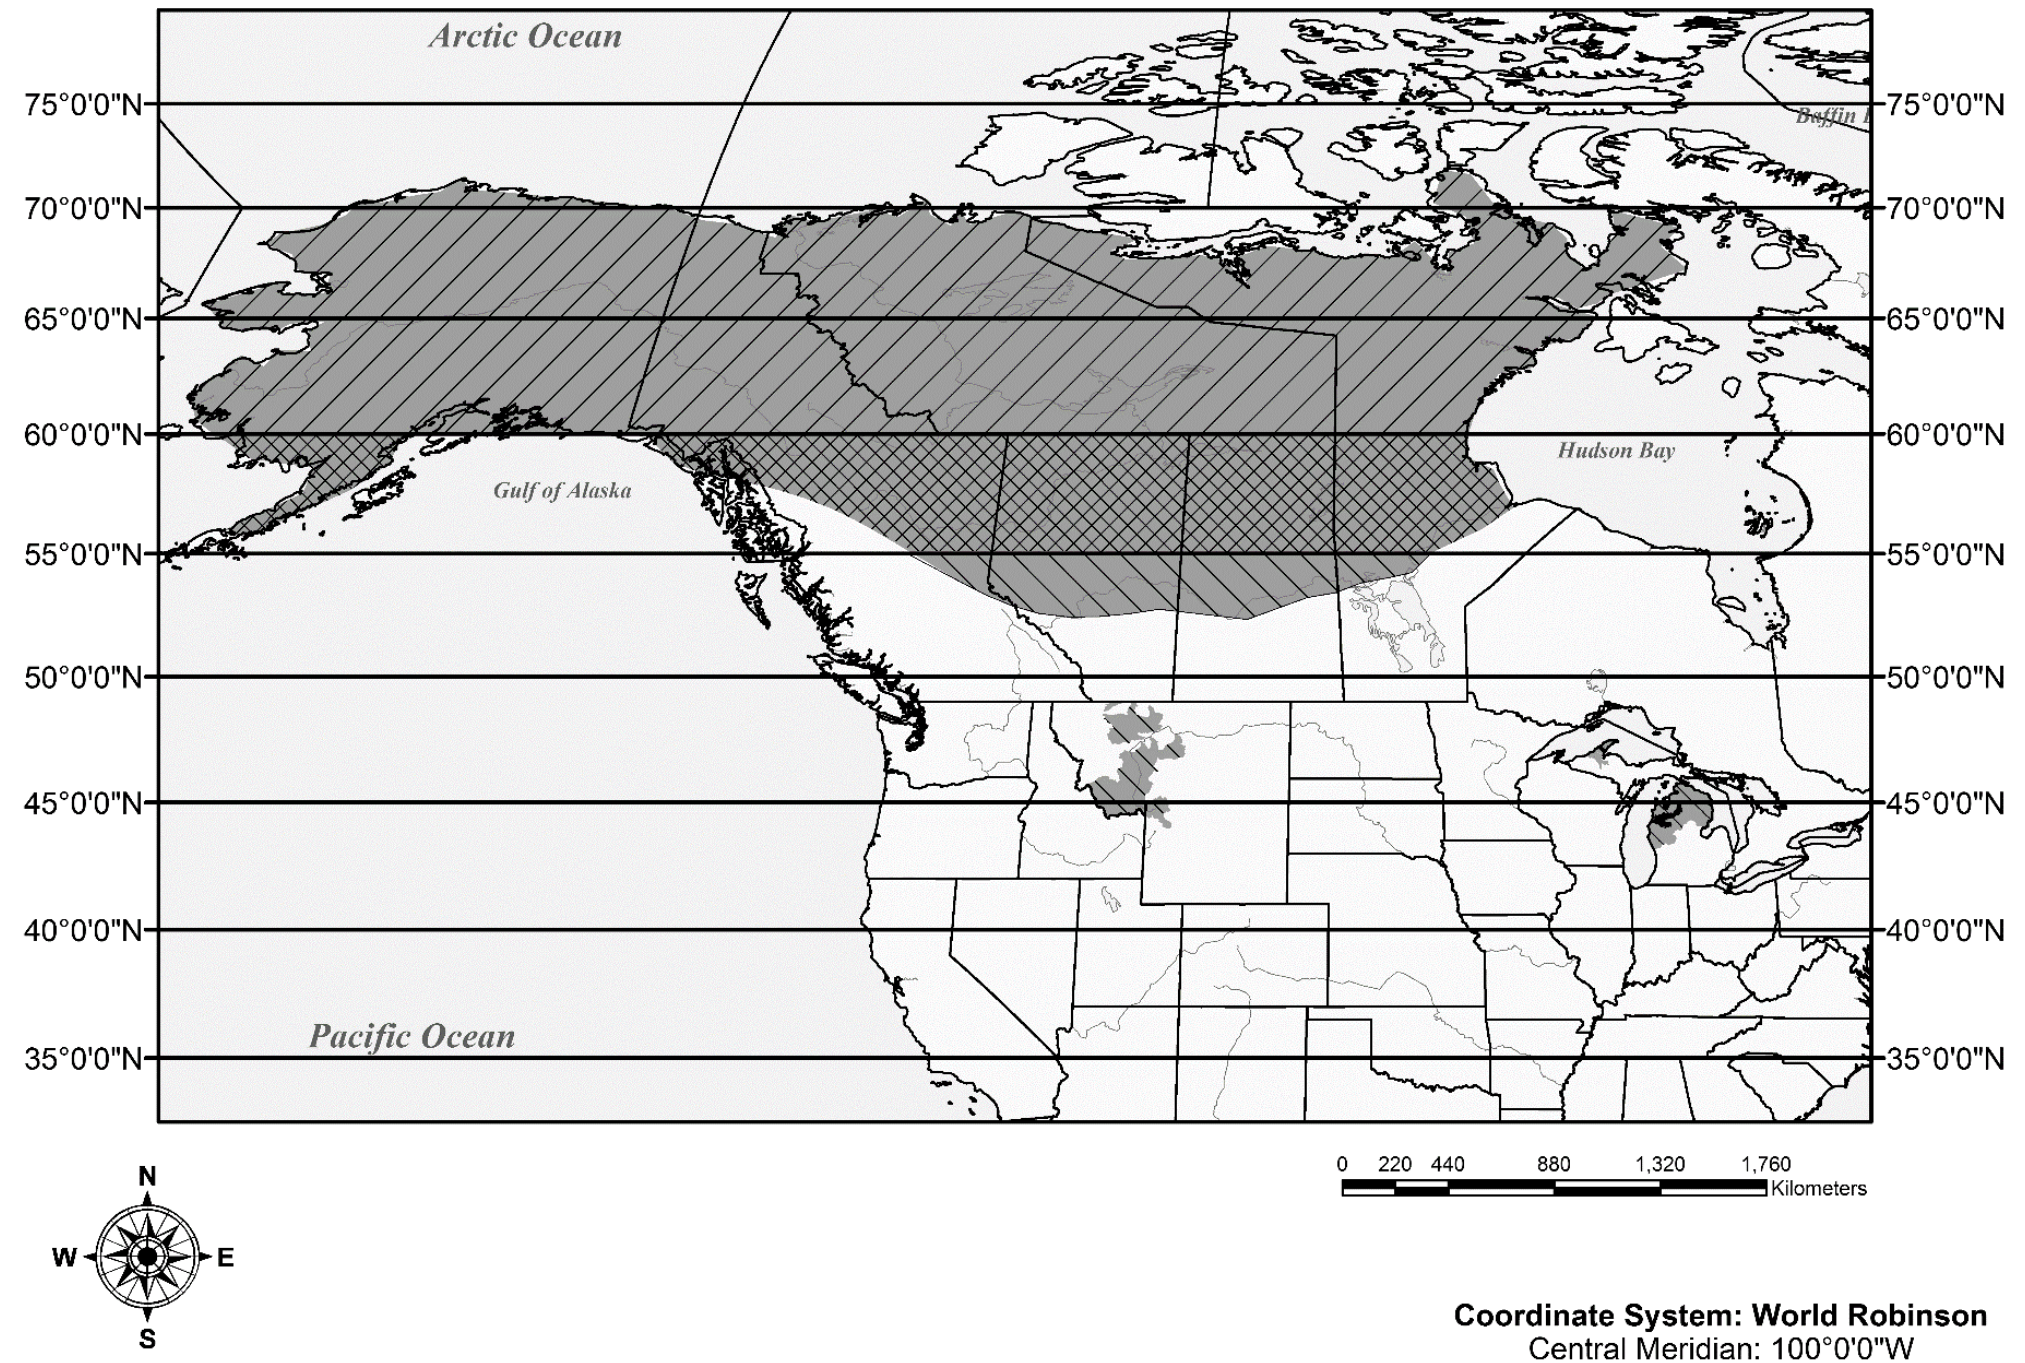 Arctic Ocean
75°0'0"N
75°0'0"N
Baffin
70°0'0"N
70°0'0"N
65°0'0"N
65°0'0"N
60°0'0"N
60°0'0"N
Hudson Bay
Gulf of Alaska
55°0'0"N
55°0'0"N
50°0'0"N
50°0'0"N
45°0'0"N
45°0'0"N
40°0'0"N
40°0'0"N
Pacific Ocean
35°0'0"N
35°0'0"N
0 220 440 880 1,320 1,760
Kilometers
N
W E
S
Coordinate System: World Robinson
Central Meridian: 100°0'0"W